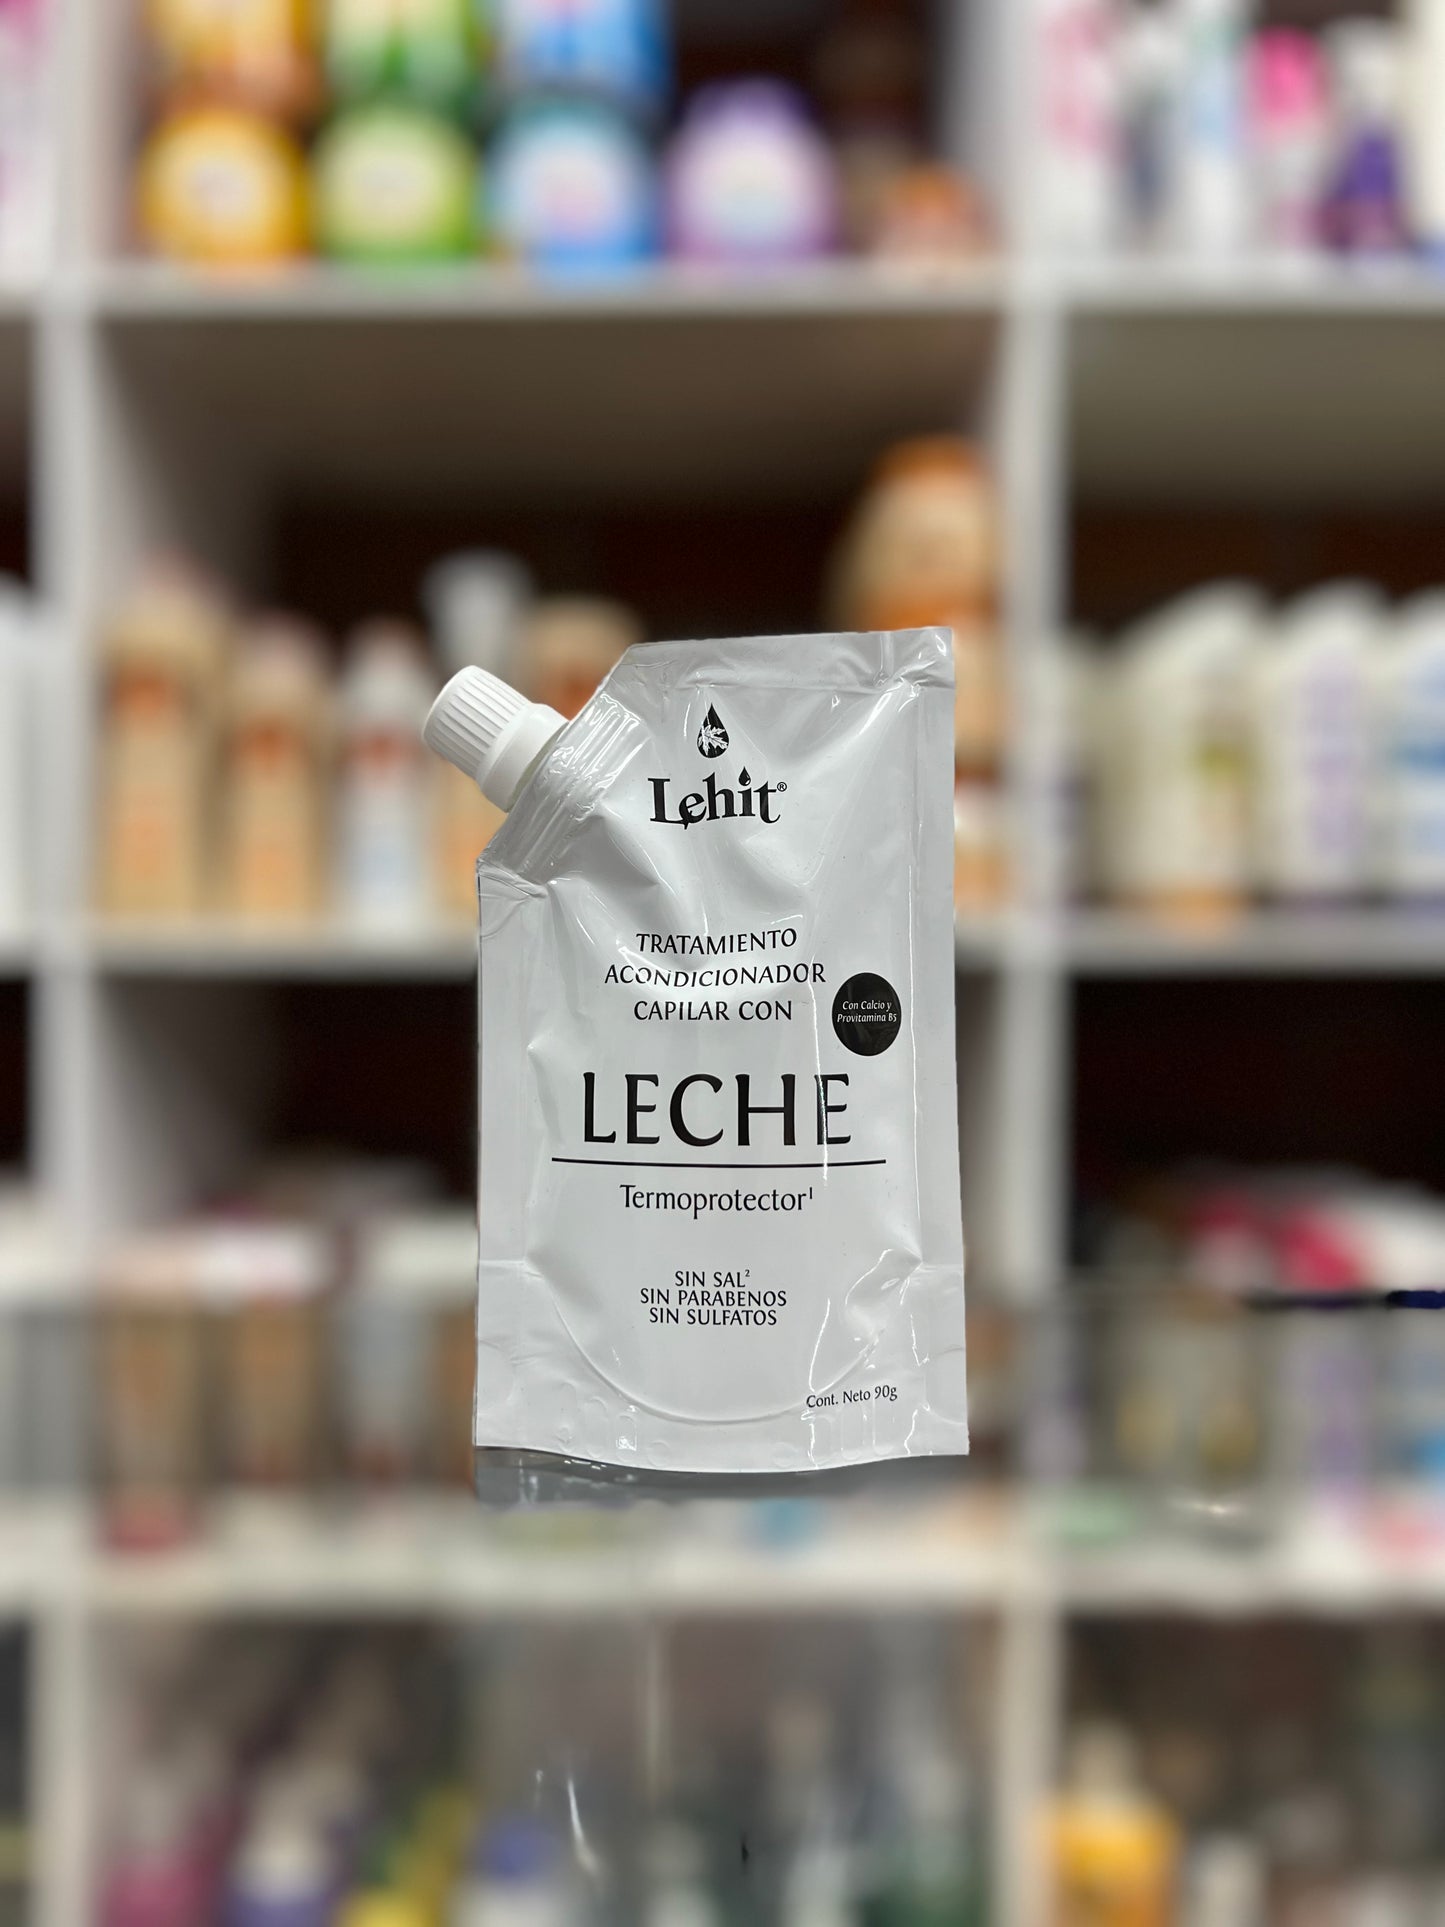 Lehit®
TRATAMIENTO
ACONDICIONADOR
CAPILAR CON
Con Calcio y
Provitamina B5
LECHE
Termoprotector¹
SIN SAL²
SIN PARABENOS
SIN SULFATOS
Cont. Neto 90g